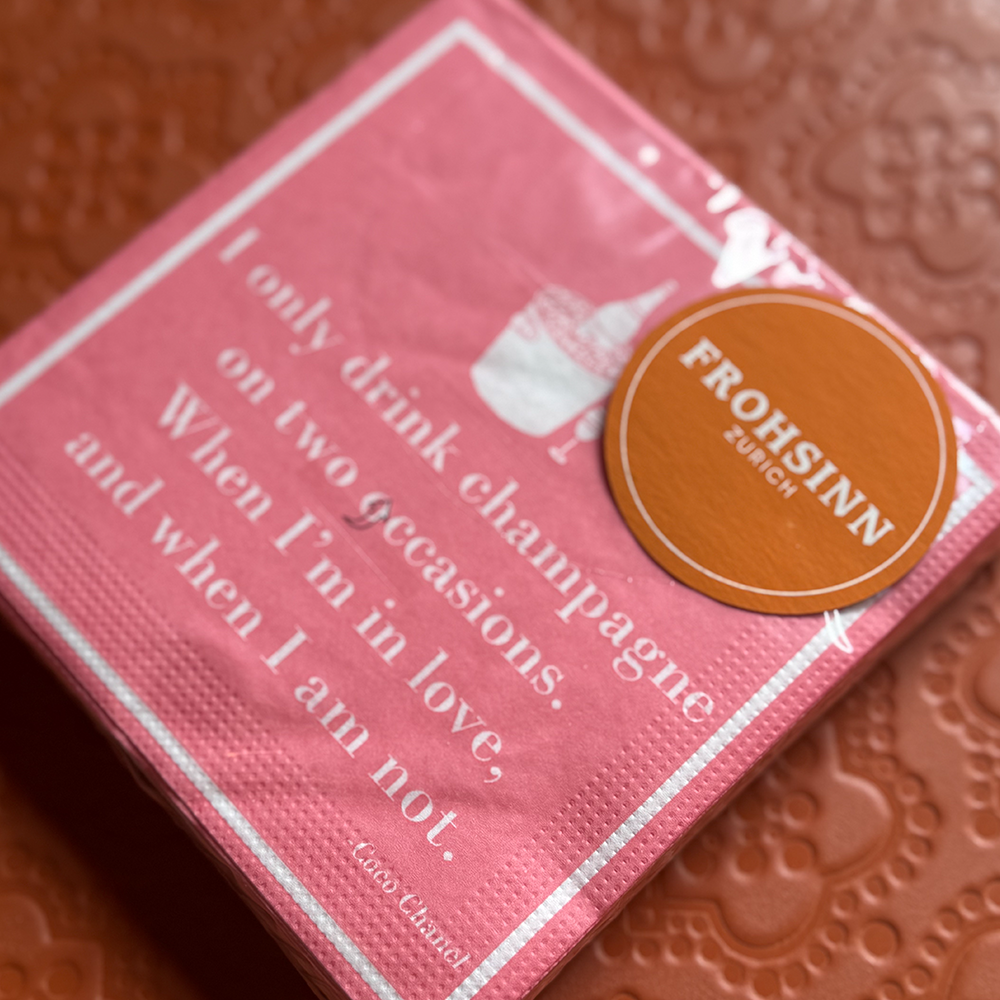 I only drink champagne
on two occasions.
When I'm in love,
and when I am not.
- Coco Chanel
FROHSINN
ZURICH